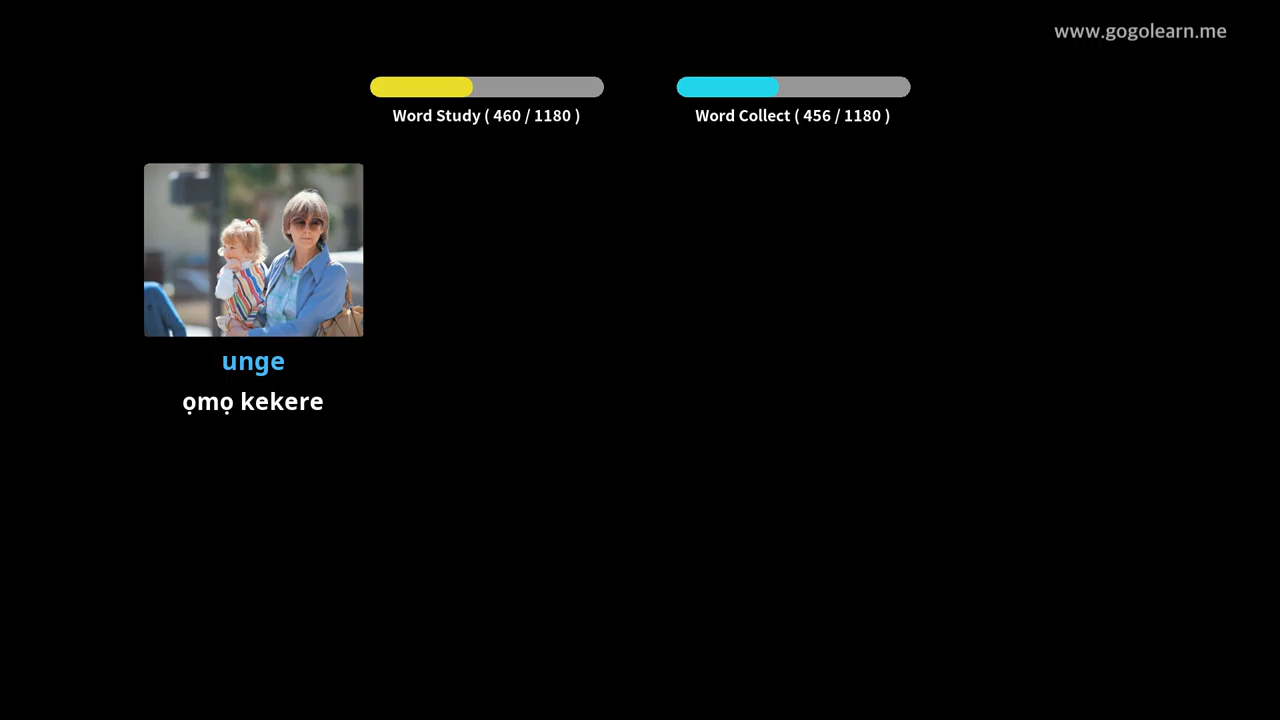 www.gogolearn.me
Word Study ( 460 / 1180 )
Word Collect ( 456 / 1180 )
unge
ọmọ kekere